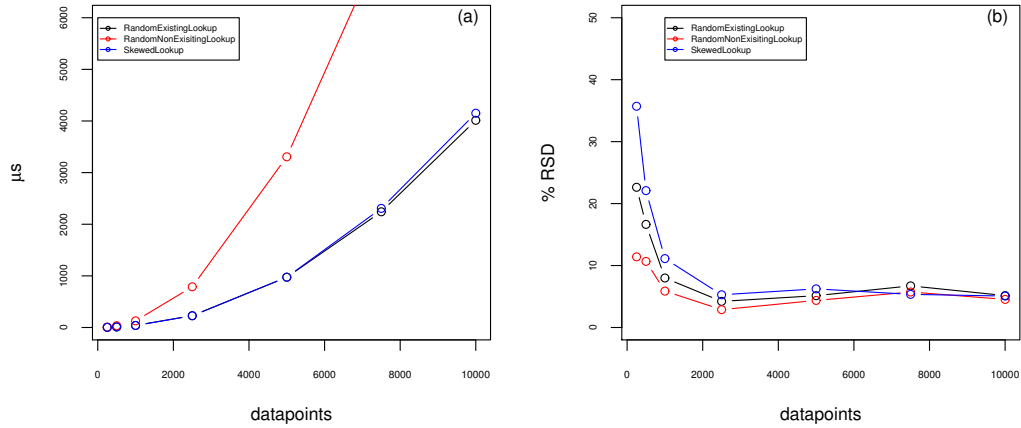 (a)
RandomExistingLookup
RandomNonExisitingLookup
SkewedLookup
µs
6000
5000
4000
3000
2000
1000
0
0 2000 4000 6000 8000 10000
datapoints
(b)
RandomExistingLookup
RandomNonExisitingLookup
SkewedLookup
% RSD
50
40
30
20
10
0
0 2000 4000 6000 8000 10000
datapoints